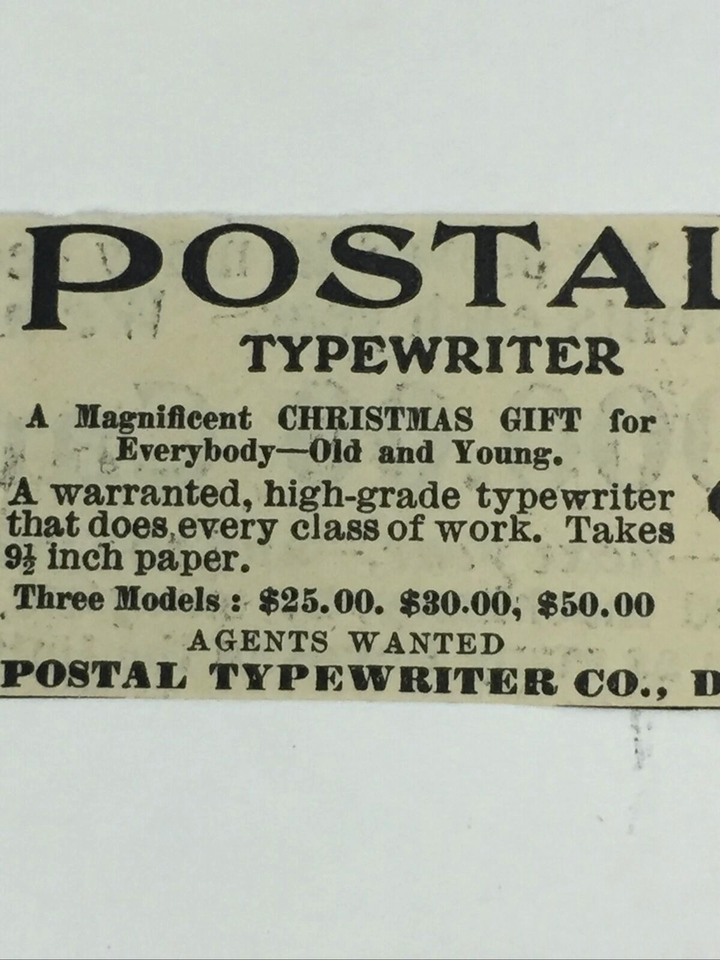 POSTAL
TYPEWRITER
A Magnificent CHRISTMAS GIFT for
Everybody—Old and Young.
A warranted, high-grade typewriter
that does every class of work. Takes
9½ inch paper.
Three Models: $25.00. $30.00, $50.00
AGENTS WANTED
POSTAL TYPEWRITER CO., D